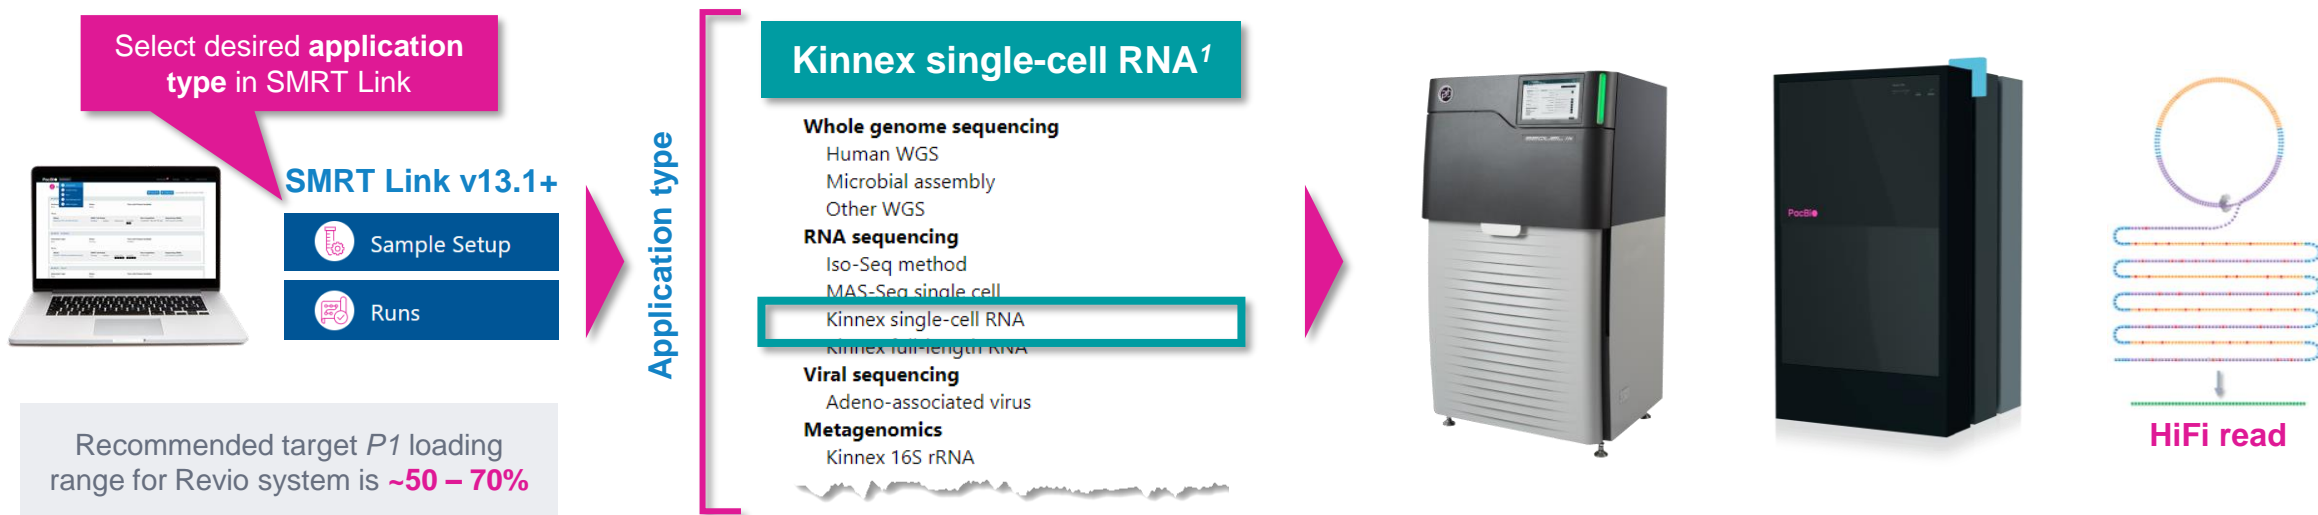 Select desired application
type in SMRT Link
SMRT Link v13.1+
Sample Setup
Runs
Recommended target P1 loading
range for Revio system is ~50 – 70%
Application type
Kinnex single-cell RNA1
Whole genome sequencing
Human WGS
Microbial assembly
Other WGS
RNA sequencing
Iso-Seq method
MAS-Seq single cell
Kinnex single-cell RNA
Kinnex full-length RNA
Viral sequencing
Adeno-associated virus
Metagenomics
Kinnex 16S rRNA
PacBio
HiFi read